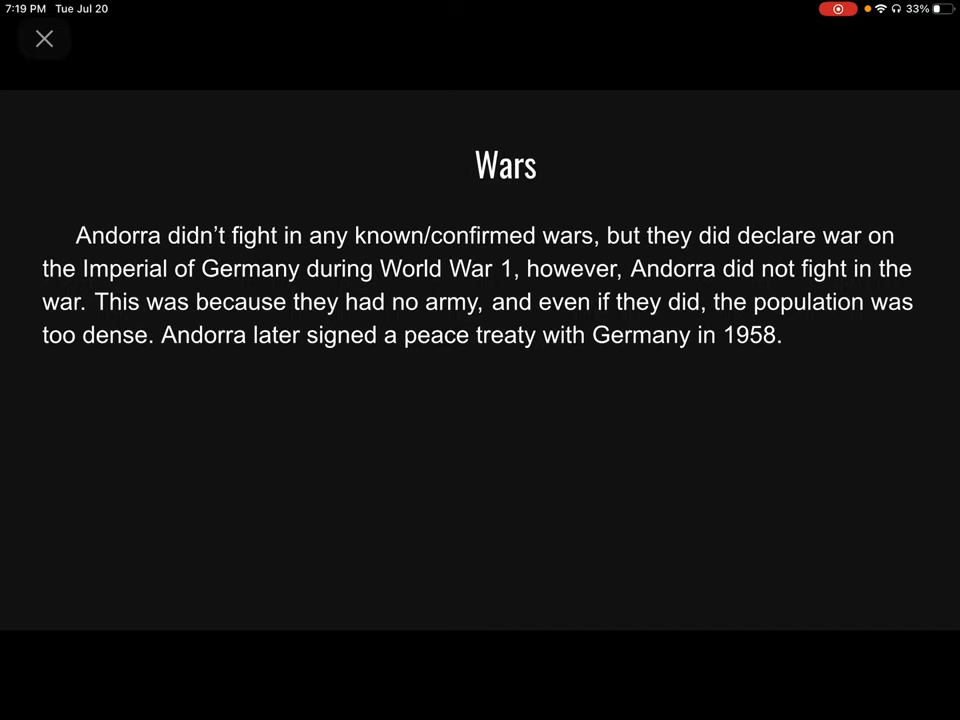 7:19 PM Tue Jul 20
33%
Wars
Andorra didn’t fight in any known/confirmed wars, but they did declare war on
the Imperial of Germany during World War 1, however, Andorra did not fight in the
war. This was because they had no army, and even if they did, the population was
too dense. Andorra later signed a peace treaty with Germany in 1958.